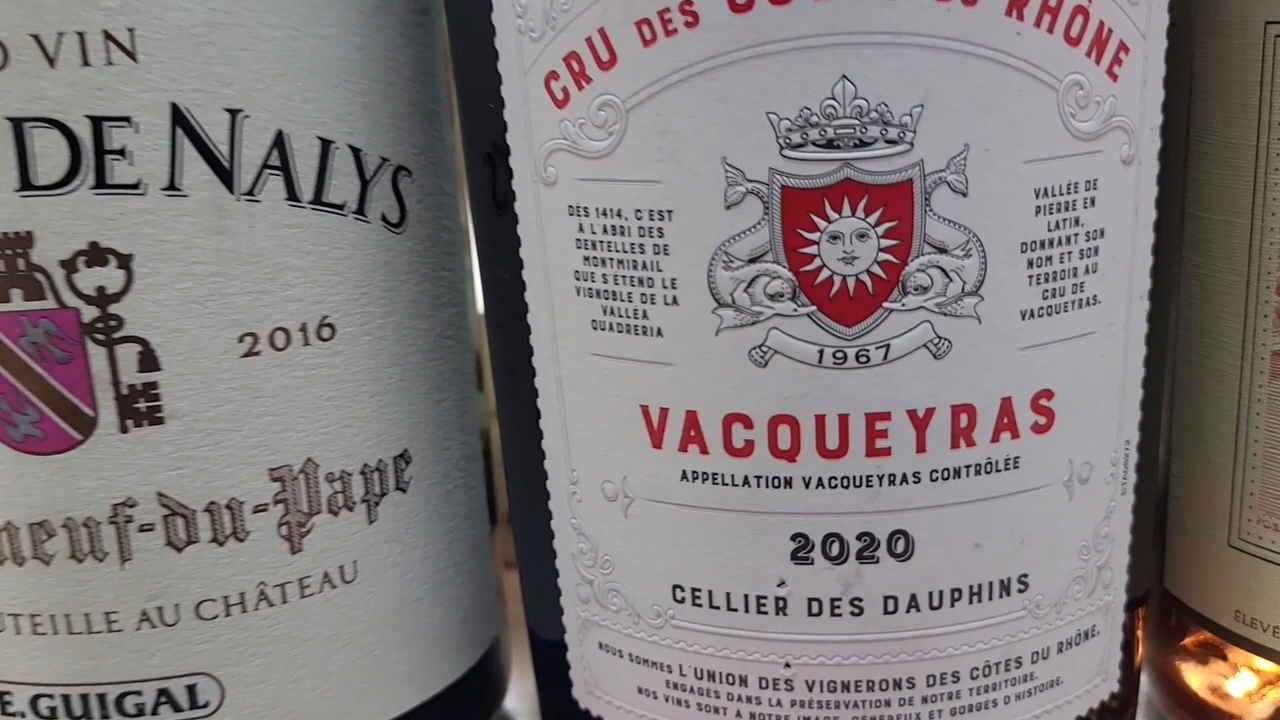 VIN
DE NALYS
2016
neuf-du-Pape
UTEILLE AU CHÂTEAU
E. GUIGAL
CRU DES RHÔNE
DÈS 1414, C'EST
À L'ABRI DES
DENTELLES DE
MONTMIRAIL
QUE S'ÉTEND LE
VIGNOBLE DE LA
VALLÉA
QUADRERIA
VALLÉE DE
PIERRE EN
LATIN,
DONNANT SON
NOM ET SON
TERROIR AU
CRU DE
VACQUEYRAS.
1967
VACQUEYRAS
APPELLATION VACQUEYRAS CONTRÔLÉE
2020
CELLIER DES DAUPHINS
NOUS SOMMES L'UNION DES VIGNERONS DES CÔTES DU RHÔNE,
ENGAGÉS DANS LA PRÉSERVATION DE NOTRE TERRITOIRE.
NOS VINS SONT À NOTRE IMAGE, GÉNÉREUX ET GORGÉS D'HISTOIRE.
ÉLEVÉ